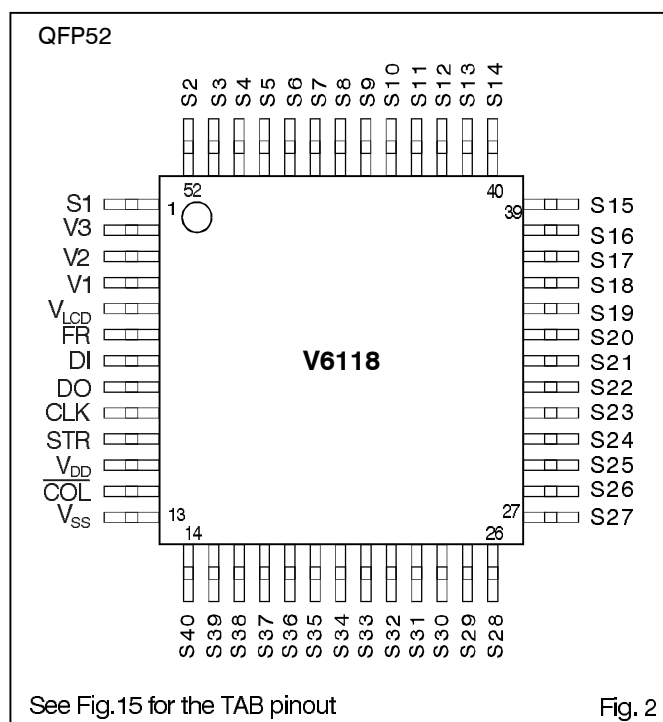 QFP52
S2 S3 S4 S5 S6 S7 S8 S9 S10 S11 S12 S13 S14
52 40
1 39
S1
V3
V2
V1
VLCD
FR
DI
DO
CLK
STR
VDD
COL
VSS
V6118
S15
S16
S17
S18
S19
S20
S21
S22
S23
S24
S25
S26
S27
13 27
14 26
S40 S39 S38 S37 S36 S35 S34 S33 S32 S31 S30 S29 S28
See Fig.15 for the TAB pinout Fig. 2